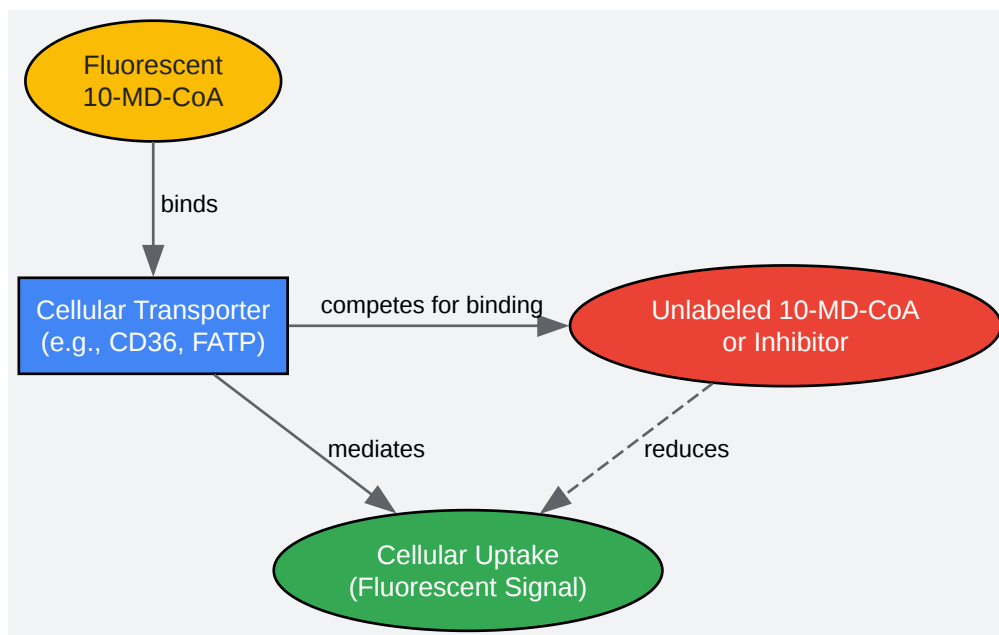 Fluorescent
10-MD-CoA
binds
Cellular Transporter
(e.g., CD36, FATP)
competes for binding
Unlabeled 10-MD-CoA
or Inhibitor
mediates
reduces
Cellular Uptake
(Fluorescent Signal)